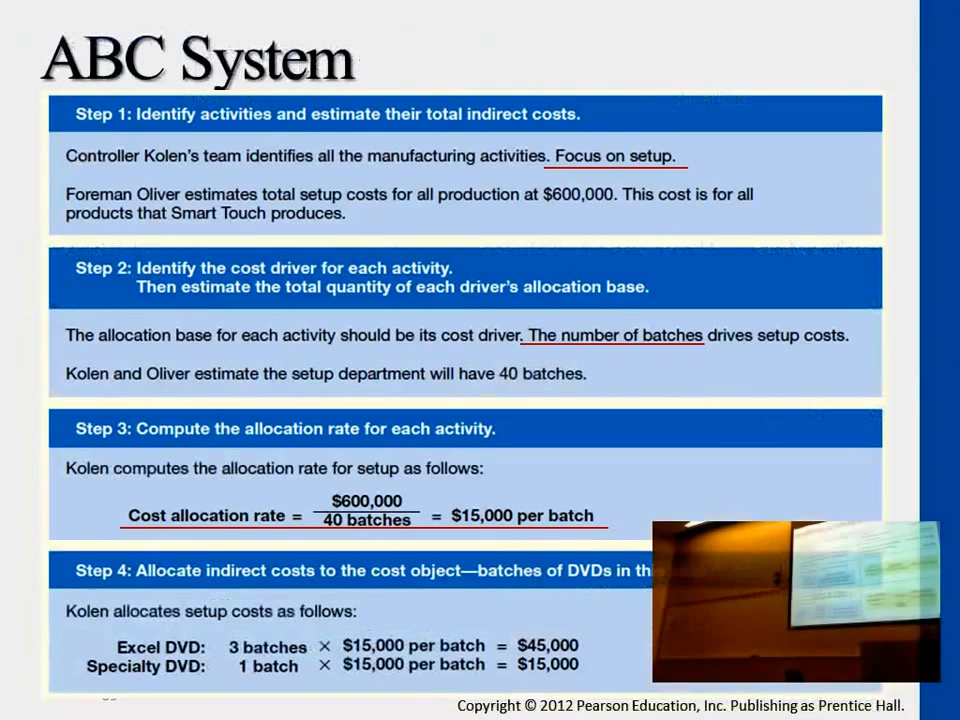 ABC System
Step 1: Identify activities and estimate their total indirect costs.
Controller Kolen's team identifies all the manufacturing activities. Focus on setup.
Foreman Oliver estimates total setup costs for all production at $600,000. This cost is for all
products that Smart Touch produces.
Step 2: Identify the cost driver for each activity.
Then estimate the total quantity of each driver's allocation base.
The allocation base for each activity should be its cost driver. The number of batches drives setup costs.
Kolen and Oliver estimate the setup department will have 40 batches.
Step 3: Compute the allocation rate for each activity.
Kolen computes the allocation rate for setup as follows:
Cost allocation rate = $600,000 / 40 batches = $15,000 per batch
Step 4: Allocate indirect costs to the cost object—batches of DVDs in
Kolen allocates setup costs as follows:
Excel DVD: 3 batches × $15,000 per batch = $45,000
Specialty DVD: 1 batch × $15,000 per batch = $15,000
Copyright © 2012 Pearson Education, Inc. Publishing as Prentice Hall.